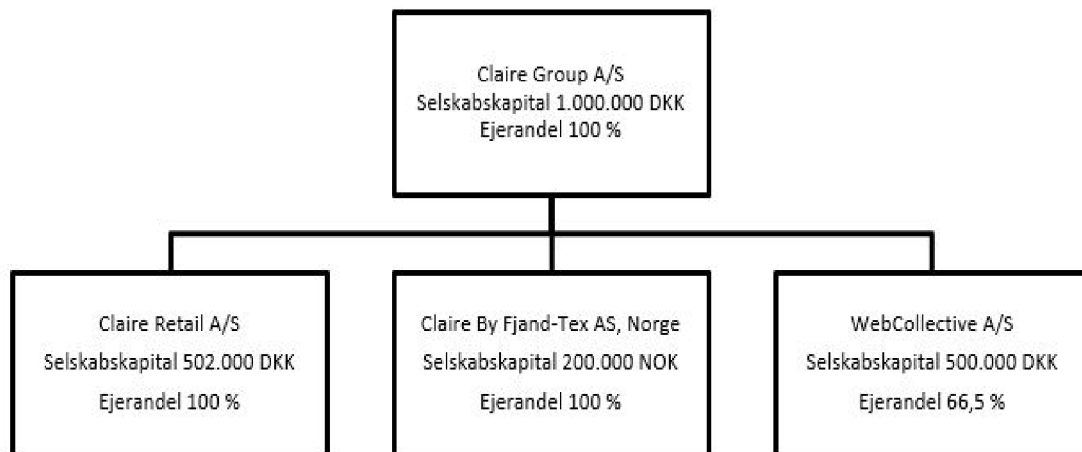 Claire Group A/S
Selskabskapital 1.000.000 DKK
Ejerandel 100 %
Claire Retail A/S
Selskabskapital 502.000 DKK
Ejerandel 100 %
Claire By Fjand-Tex AS, Norge
Selskabskapital 200.000 NOK
Ejerandel 100 %
WebCollective A/S
Selskabskapital 500.000 DKK
Ejerandel 66,5 %